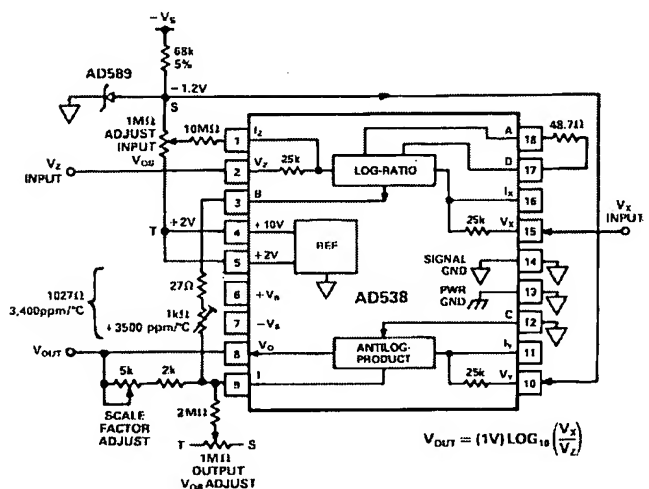 −Vs
68k
5%
AD589
−1.2V
S
1MΩ
ADJUST
INPUT
VOS
10MΩ
1
IZ
VZ
INPUT
2
VZ
25k
LOG-RATIO
3
B
A
18
48.7Ω
D
17
IX
16
25k
VX
15
VX
INPUT
T
+2V
4
+10V
5
+2V
REF
SIGNAL
GND
14
PWR
GND
13
AD538
1027Ω
3,400ppm/°C
27Ω
1kΩ
+3500 ppm/°C
6
7
−Vs
C
12
VOUT
8
VO
ANTILOG-
PRODUCT
IY
11
9
I
25k
VY
10
5k
2k
SCALE
FACTOR
ADJUST
2MΩ
T
S
1MΩ
OUTPUT
VOS ADJUST
VOUT = (1V) LOG10 (VX/VZ)